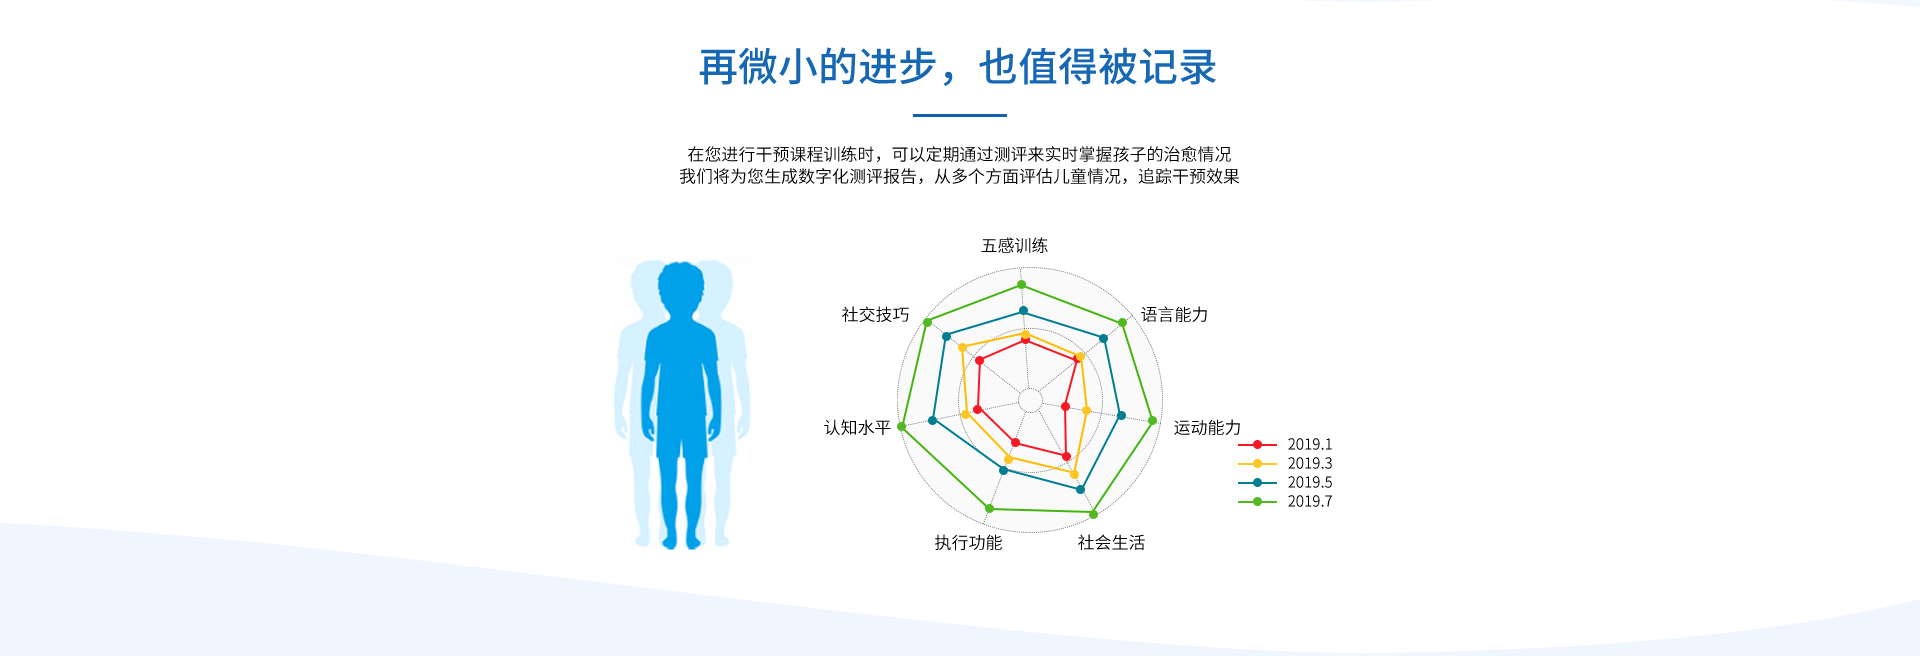 再微小的进步，也值得被记录
在您进行干预课程训练时，可以定期通过测评来实时掌握孩子的治愈情况
我们将为您生成数字化测评报告，从多个方面评估儿童情况，追踪干预效果
五感训练
社交技巧
语言能力
认知水平
运动能力
2019.1
2019.3
2019.5
2019.7
执行功能
社会生活